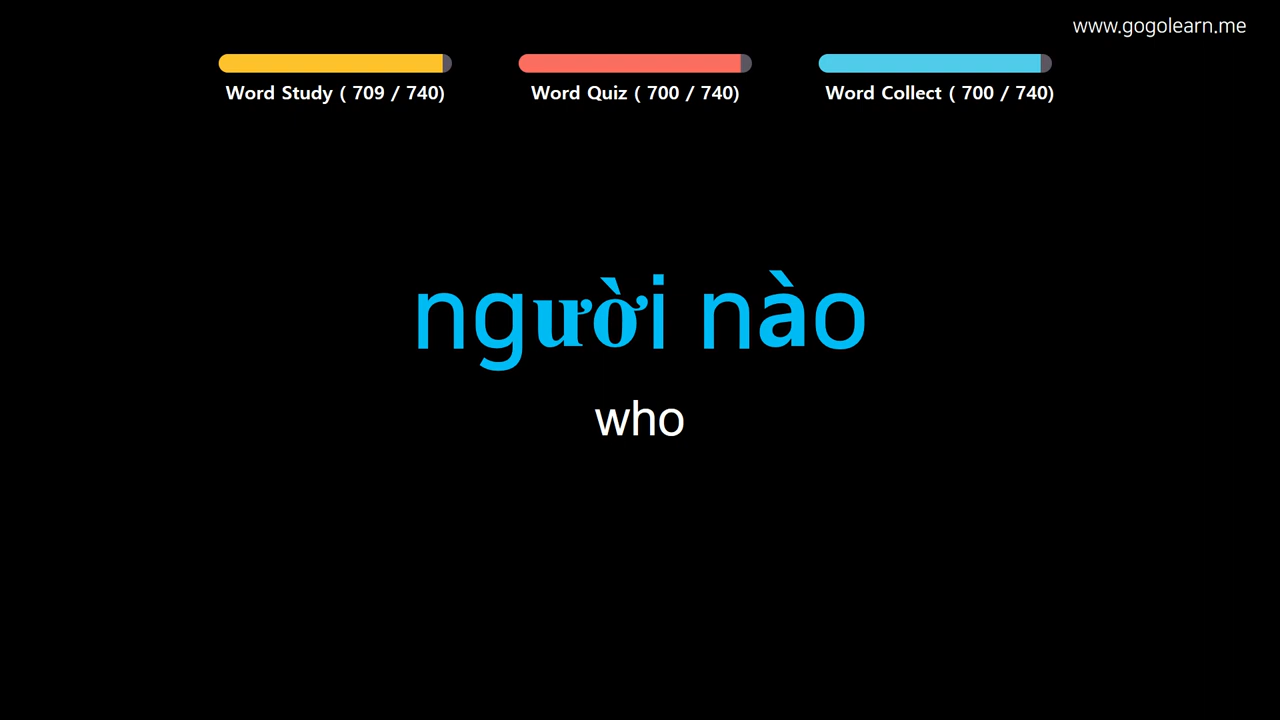 www.gogolearn.me
Word Study ( 709 / 740)
Word Quiz ( 700 / 740)
Word Collect ( 700 / 740)
người nào
who